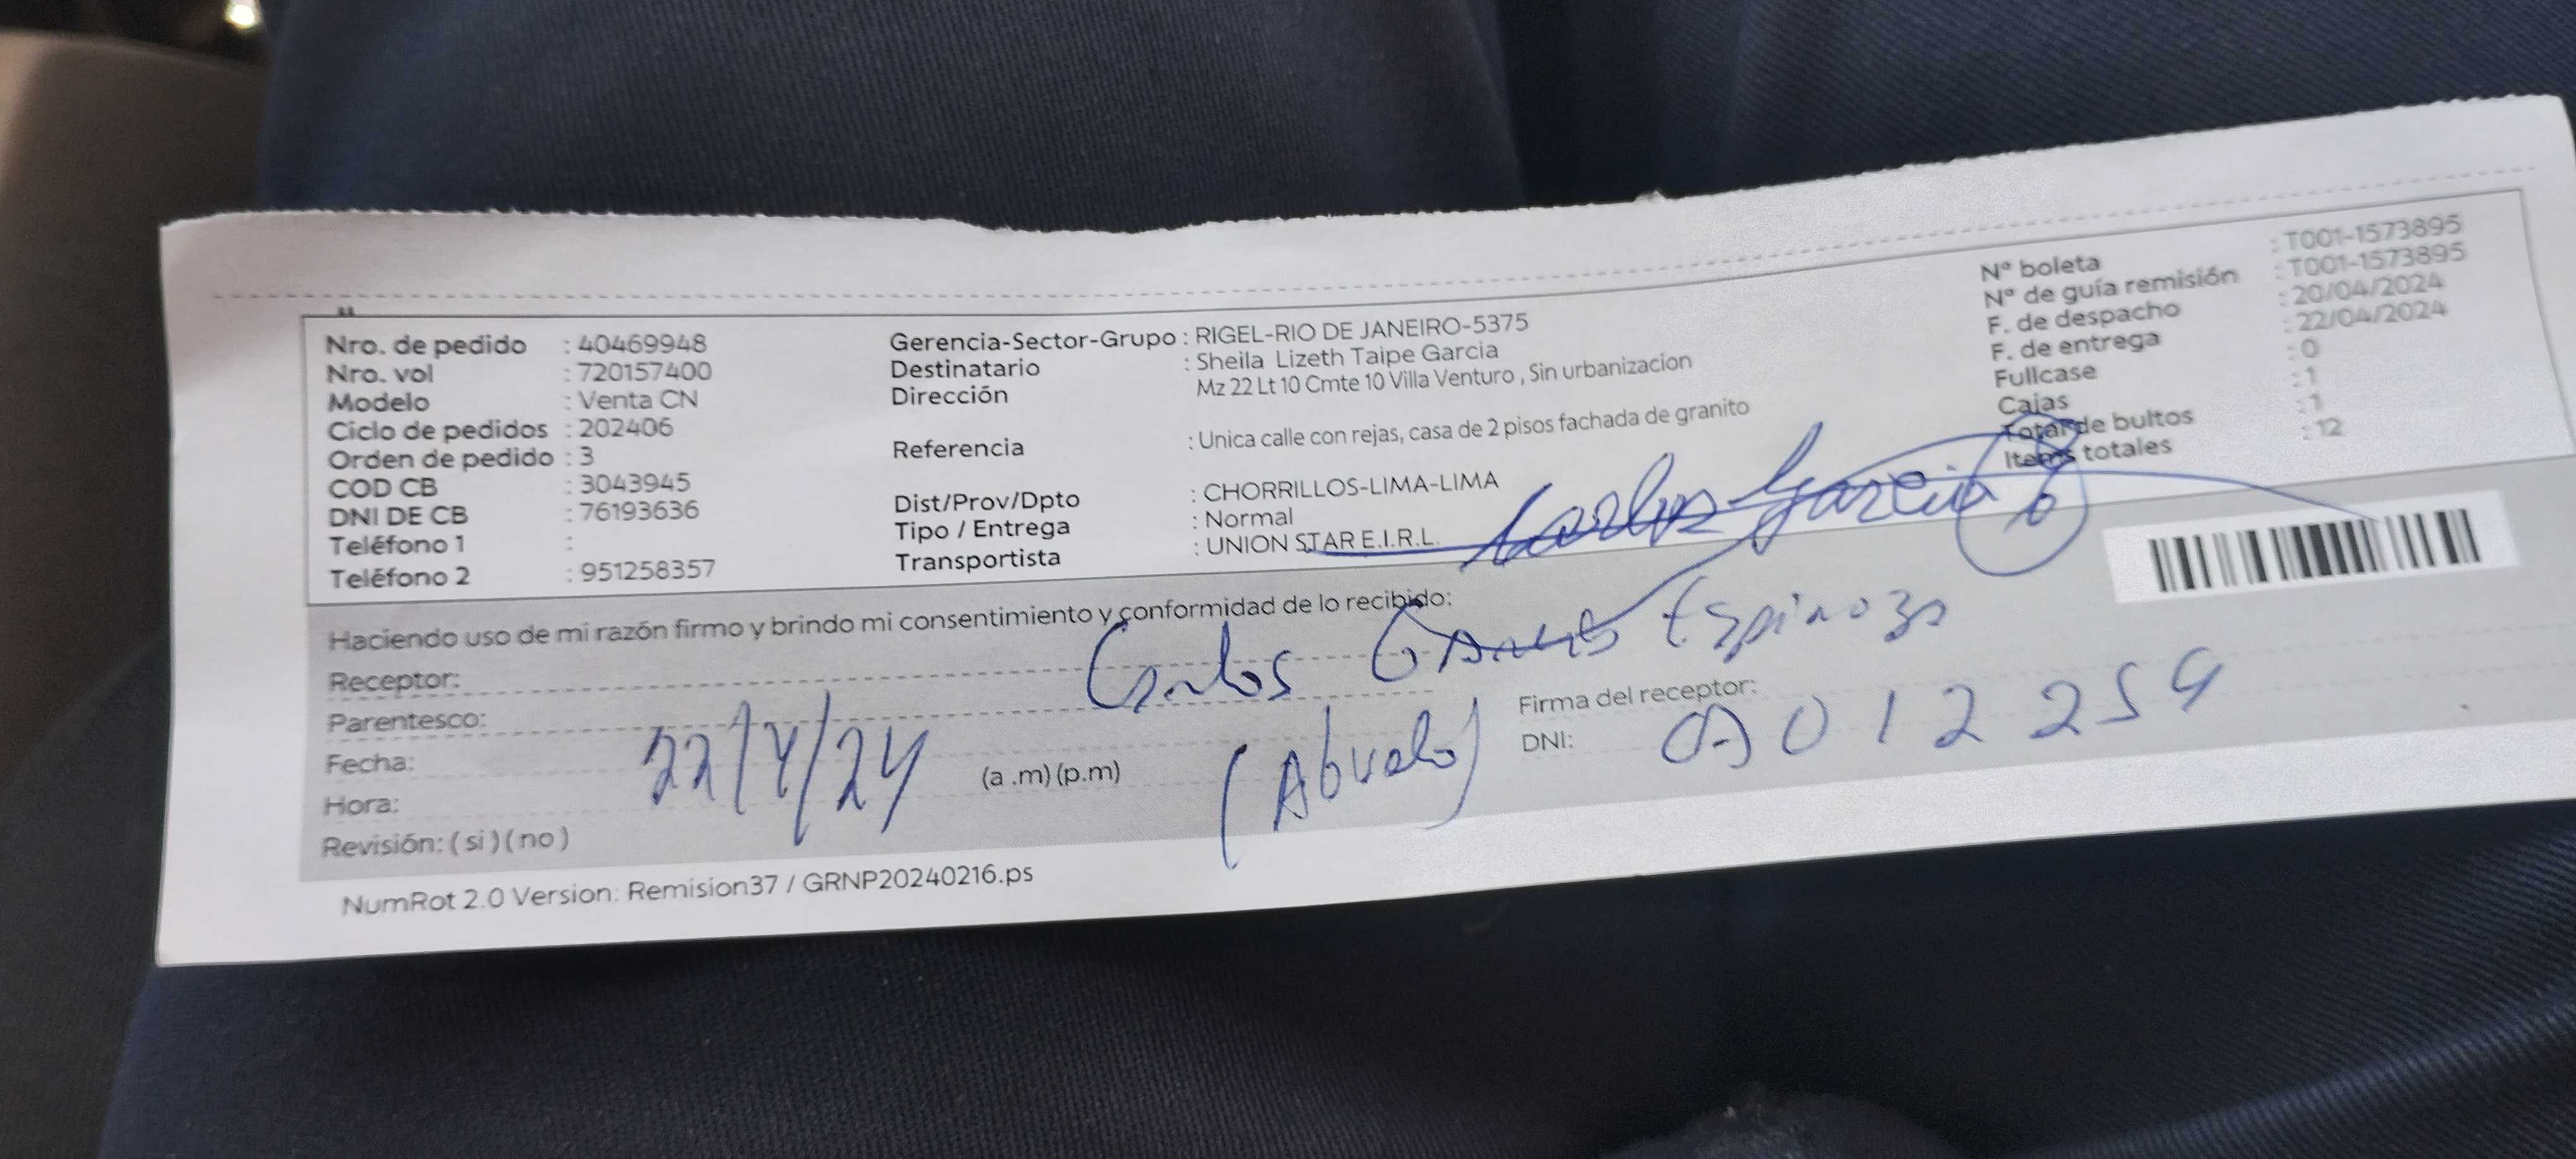 Nro. de pedido : 40469948
Nro. vol : 720157400
Modelo : Venta CN
Ciclo de pedidos : 202406
Orden de pedido : 3
COD CB : 3043945
DNI DE CB : 76193636
Teléfono 1 :
Teléfono 2 : 951258357
Gerencia-Sector-Grupo : RIGEL-RIO DE JANEIRO-5375
Destinatario : Sheila Lizeth Taipe Garcia
Dirección Mz 22 Lt 10 Cmte 10 Villa Venturo , Sin urbanizacion
Referencia : Unica calle con rejas, casa de 2 pisos fachada de granito
Dist/Prov/Dpto : CHORRILLOS-LIMA-LIMA
Tipo / Entrega : Normal
Transportista : UNION STAR E.I.R.L.
Nº boleta : T001-1573895
Nº de guía remisión : T001-1573895
F. de despacho : 20/04/2024
F. de entrega : 22/04/2024
Fullcase : 0
Cajas : 1
Total de bultos : 1
Items totales : 12
Carlos Garcia
Haciendo uso de mi razón firmo y brindo mi consentimiento y conformidad de lo recibido:
Receptor: Carlos Garcia Espinoza
Parentesco: (Abuelo)
Fecha: 22/4/24
Hora: (a .m) (p.m)
Revisión: ( si ) ( no )
Firma del receptor:
DNI:
NumRot 2.0 Version: Remision37 / GRNP20240216.ps